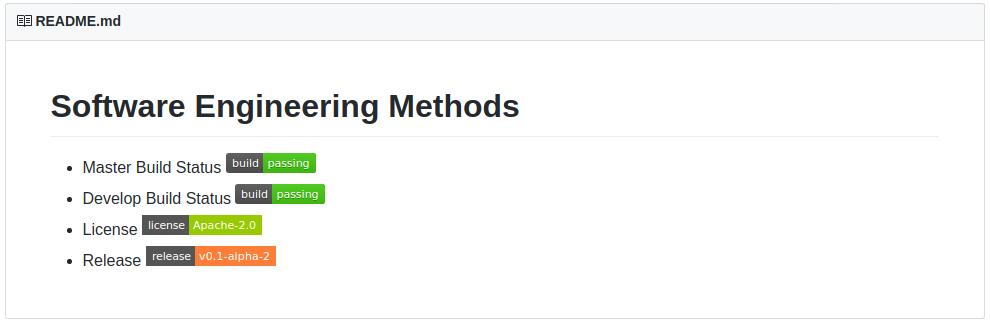 README.md
Software Engineering Methods
Master Build Status build passing
Develop Build Status build passing
License license Apache-2.0
Release release v0.1-alpha-2